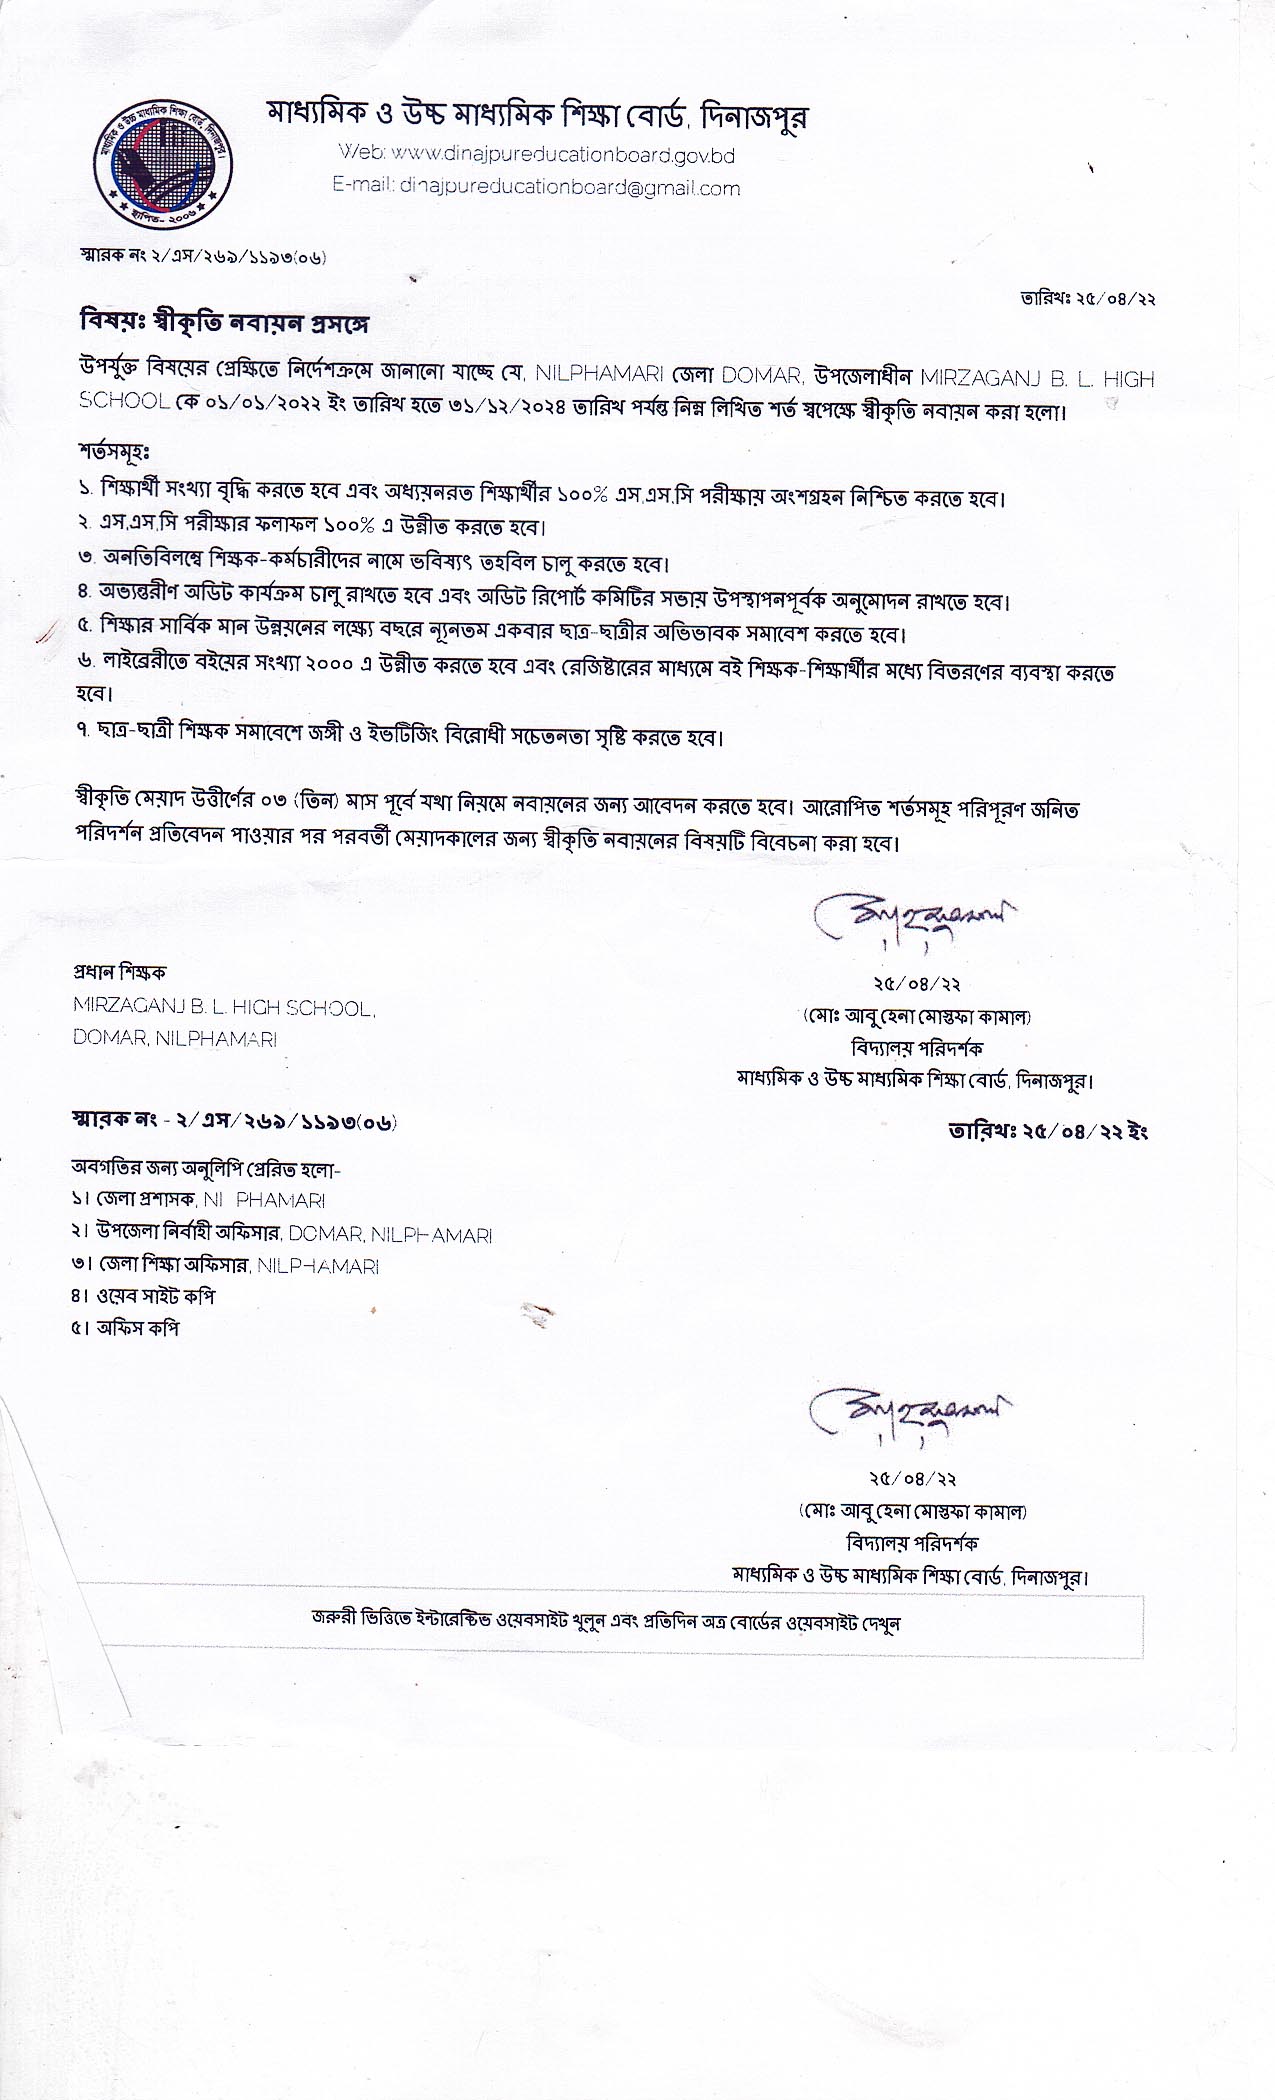 মাধ্যমিক ও উচ্চ মাধ্যমিক শিক্ষা বোর্ড, দিনাজপুর
Web: www.dinajpureducationboard.gov.bd
E-mail: dinajpureducationboard@gmail.com
মাধ্যমিক ও উচ্চ মাধ্যমিক শিক্ষা বোর্ড, দিনাজপুর।
স্থাপিত- ২০০৬
স্মারক নং ২/এস/২৬৯/১১৯৩(০৬)
তারিখঃ ২৫/০৪/২২
বিষয়ঃ স্বীকৃতি নবায়ন প্রসঙ্গে
উপর্যুক্ত বিষয়ের প্রেক্ষিতে নির্দেশক্রমে জানানো যাচ্ছে যে, NILPHAMARI জেলা DOMAR, উপজেলাধীন MIRZAGANJ B. L. HIGH
SCHOOL কে ০১/০১/২০২২ ইং তারিখ হতে ৩১/১২/২০২৪ তারিখ পর্যন্ত নিম্ন লিখিত শর্ত স্বপেক্ষে স্বীকৃতি নবায়ন করা হলো।
শর্তসমূহঃ
১. শিক্ষার্থী সংখ্যা বৃদ্ধি করতে হবে এবং অধ্যয়নরত শিক্ষার্থীর ১০০% এস.এস.সি পরীক্ষায় অংশগ্রহন নিশ্চিত করতে হবে।
২. এস.এস.সি পরীক্ষার ফলাফল ১০০% এ উন্নীত করতে হবে।
৩. অনতিবিলম্বে শিক্ষক-কর্মচারীদের নামে ভবিষ্যৎ তহবিল চালু করতে হবে।
৪. অভ্যন্তরীণ অডিট কার্যক্রম চালু রাখতে হবে এবং অডিট রিপোর্ট কমিটির সভায় উপস্থাপনপূর্বক অনুমোদন রাখতে হবে।
৫. শিক্ষার সার্বিক মান উন্নয়নের লক্ষ্যে বছরে ন্যূনতম একবার ছাত্র-ছাত্রীর অভিভাবক সমাবেশ করতে হবে।
৬. লাইব্রেরীতে বইয়ের সংখ্যা ২০০০ এ উন্নীত করতে হবে এবং রেজিষ্টারের মাধ্যমে বই শিক্ষক-শিক্ষার্থীর মধ্যে বিতরণের ব্যবস্থা করতে
হবে।
৭. ছাত্র-ছাত্রী শিক্ষক সমাবেশে জঙ্গী ও ইভটিজিং বিরোধী সচেতনতা সৃষ্টি করতে হবে।
স্বীকৃতি মেয়াদ উত্তীর্ণের ০৩ (তিন) মাস পূর্বে যথা নিয়মে নবায়নের জন্য আবেদন করতে হবে। আরোপিত শর্তসমূহ পরিপূরণ জনিত
পরিদর্শন প্রতিবেদন পাওয়ার পর পরবর্তী মেয়াদকালের জন্য স্বীকৃতি নবায়নের বিষয়টি বিবেচনা করা হবে।
প্রধান শিক্ষক
MIRZAGANJ B. L. HIGH SCHOOL,
DOMAR, NILPHAMARI
২৫/০৪/২২
(মোঃ আবু হেনা মোস্তফা কামাল)
বিদ্যালয় পরিদর্শক
মাধ্যমিক ও উচ্চ মাধ্যমিক শিক্ষা বোর্ড, দিনাজপুর।
স্মারক নং - ২/এস/২৬৯/১১৯৩(০৬)
তারিখঃ ২৫/০৪/২২ ইং
অবগতির জন্য অনুলিপি প্রেরিত হলো-
১। জেলা প্রশাসক, NI PHAMARI
২। উপজেলা নির্বাহী অফিসার, DOMAR, NILPHAMARI
৩। জেলা শিক্ষা অফিসার, NILPHAMARI
৪। ওয়েব সাইট কপি
৫। অফিস কপি
২৫/০৪/২২
(মোঃ আবু হেনা মোস্তফা কামাল)
বিদ্যালয় পরিদর্শক
মাধ্যমিক ও উচ্চ মাধ্যমিক শিক্ষা বোর্ড, দিনাজপুর।
জরুরী ভিত্তিতে ইন্টারেক্টিভ ওয়েবসাইট খুলুন এবং প্রতিদিন অত্র বোর্ডের ওয়েবসাইট দেখুন